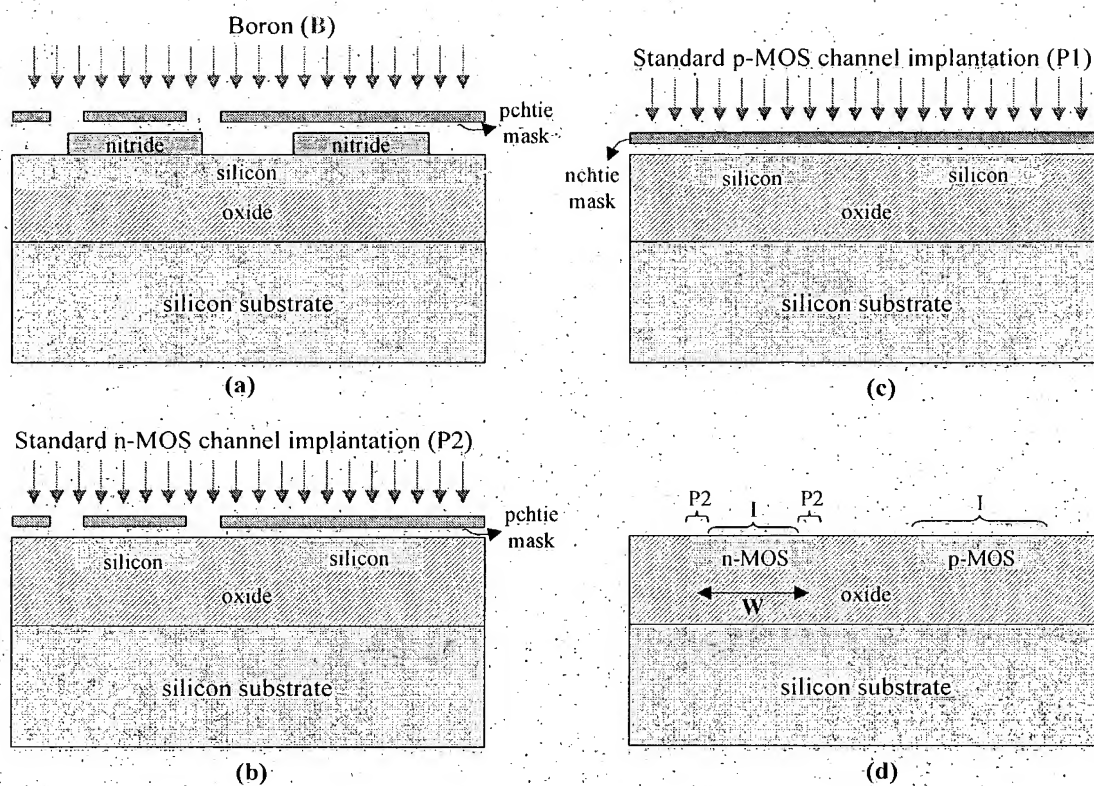 Boron (B)
pchtie
mask
nitride
nitride
silicon
oxide
silicon substrate
(a)
Standard n-MOS channel implantation (P2)
pchtie
mask
silicon
silicon
oxide
silicon substrate
(b)
Standard p-MOS channel implantation (P1)
nchtie
mask
silicon
silicon
oxide
silicon substrate
(c)
P2
I
P2
I
n-MOS
p-MOS
W
oxide
silicon substrate
(d)